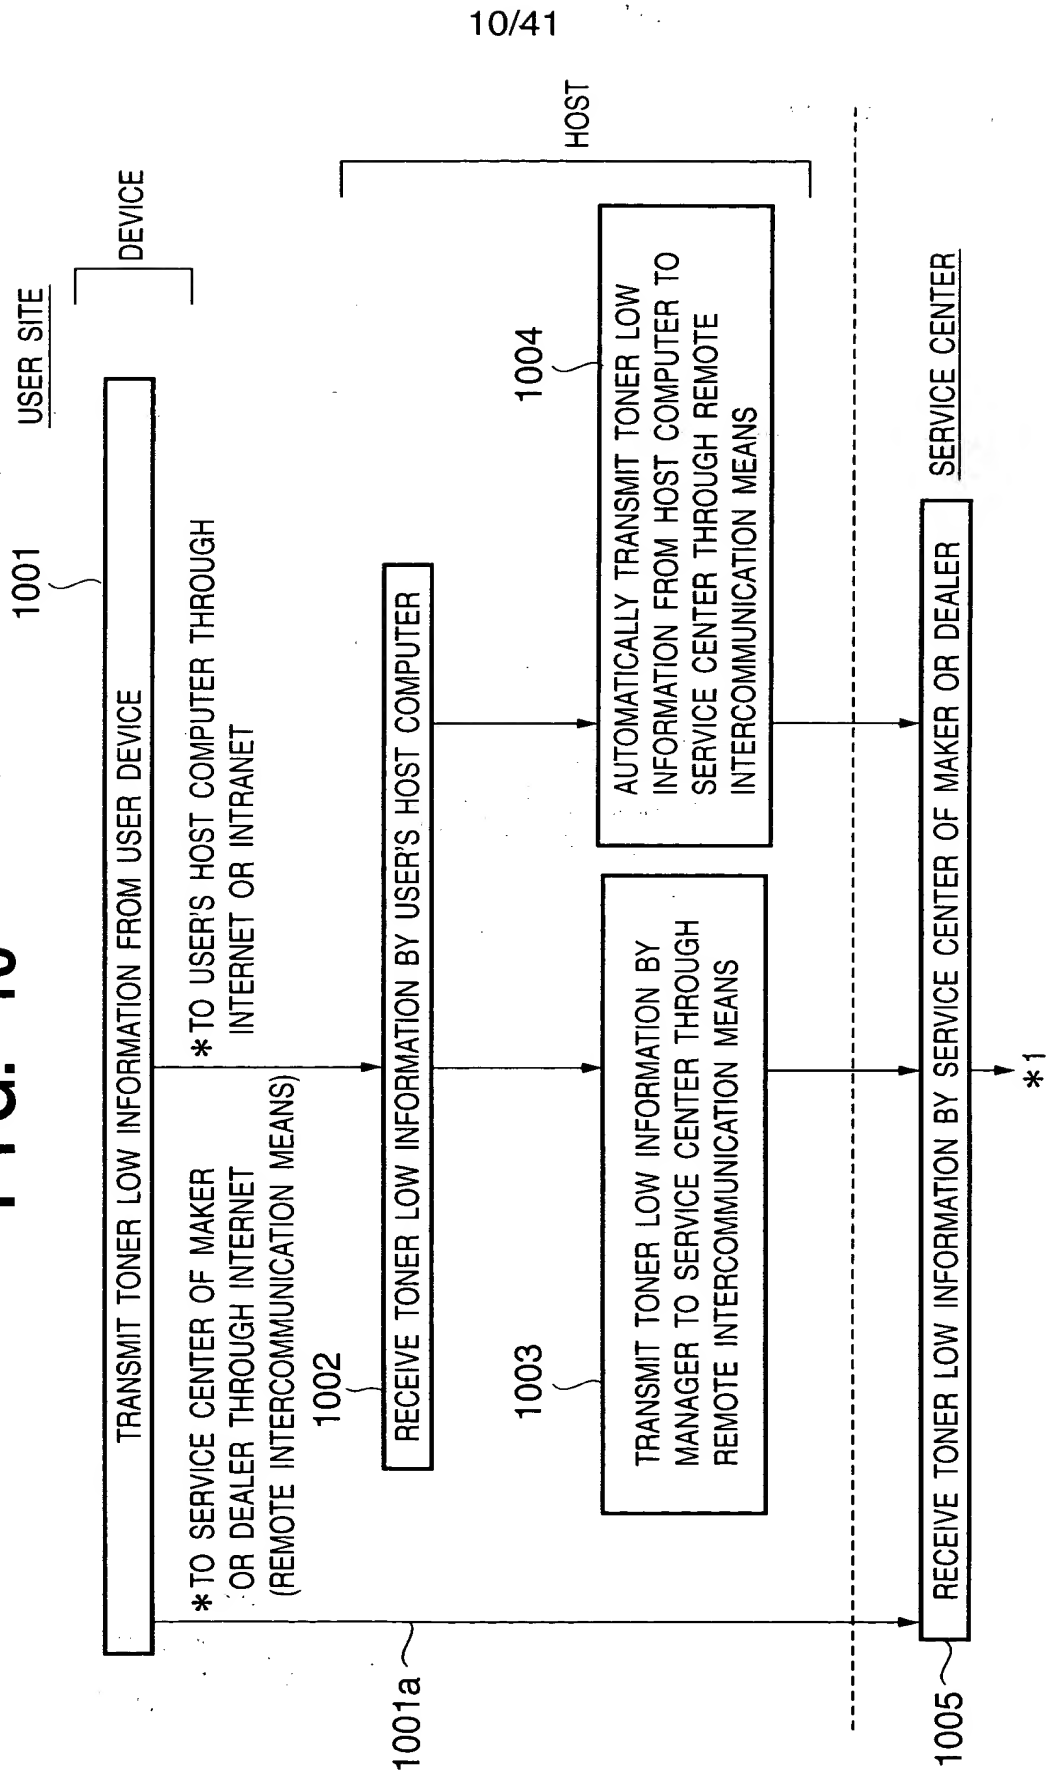 10/41
FIG. 10
USER SITE
DEVICE
1001
TRANSMIT TONER LOW INFORMATION FROM USER DEVICE
*TO SERVICE CENTER OF MAKER
OR DEALER THROUGH INTERNET
(REMOTE INTERCOMMUNICATION MEANS)
*TO USER'S HOST COMPUTER THROUGH
INTERNET OR INTRANET
HOST
1002
RECEIVE TONER LOW INFORMATION BY USER'S HOST COMPUTER
1001a
1003
TRANSMIT TONER LOW INFORMATION BY
MANAGER TO SERVICE CENTER THROUGH
REMOTE INTERCOMMUNICATION MEANS
1004
AUTOMATICALLY TRANSMIT TONER LOW
INFORMATION FROM HOST COMPUTER TO
SERVICE CENTER THROUGH REMOTE
INTERCOMMUNICATION MEANS
SERVICE CENTER
1005
RECEIVE TONER LOW INFORMATION BY SERVICE CENTER OF MAKER OR DEALER
*1